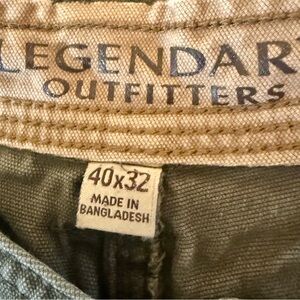 LEGENDAR
OUTFITTERS
40x32
MADE IN
BANGLADESH